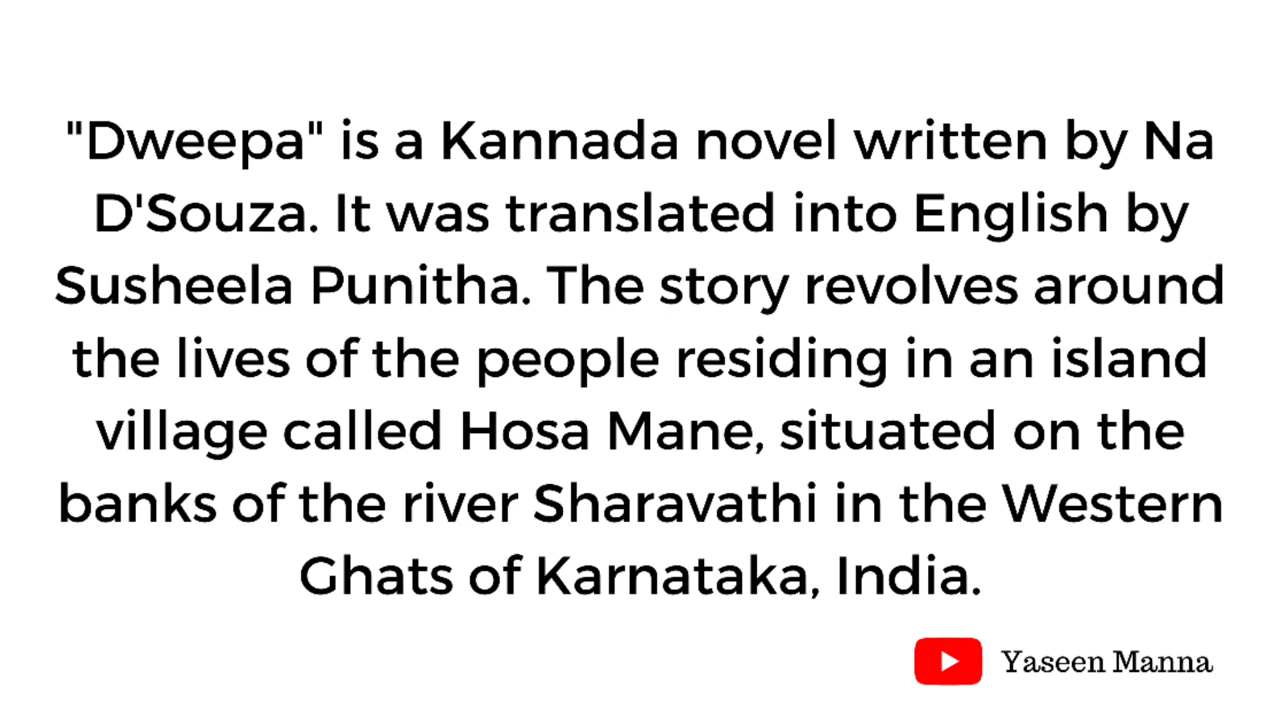 "Dweepa" is a Kannada novel written by Na
D'Souza. It was translated into English by
Susheela Punitha. The story revolves around
the lives of the people residing in an island
village called Hosa Mane, situated on the
banks of the river Sharavathi in the Western
Ghats of Karnataka, India.
Yaseen Manna